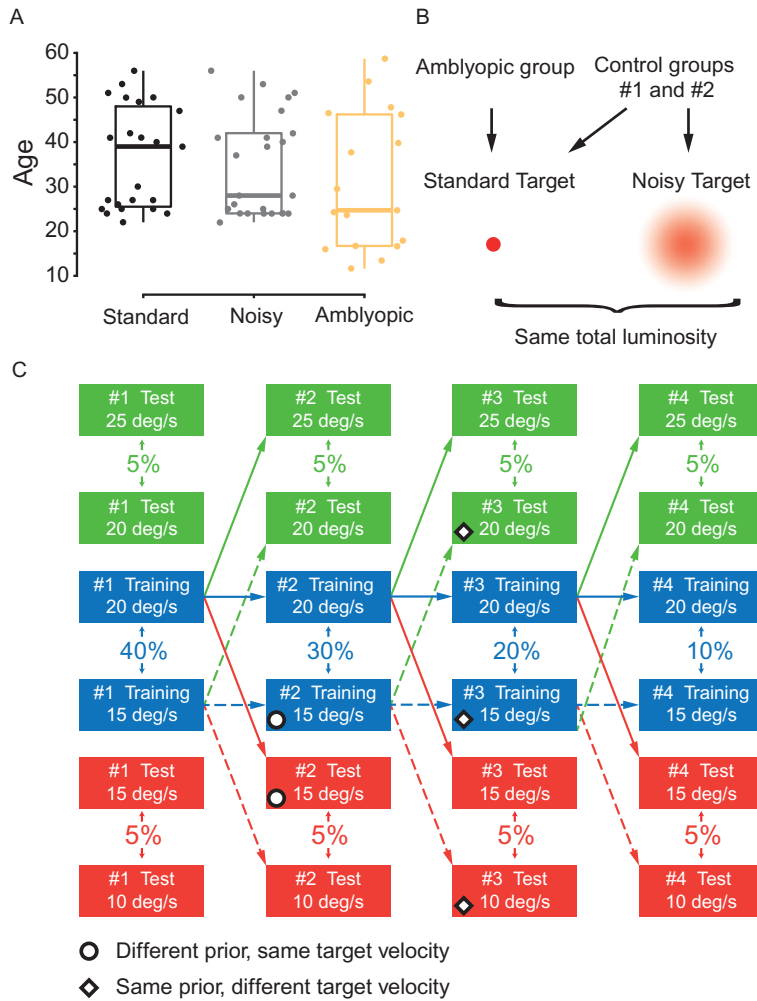 A
60
50
40
30
20
10
Age
Standard
Noisy
Amblyopic
B
Amblyopic group
Control groups
#1 and #2
Standard Target
Noisy Target
Same total luminosity
C
#1 Test
25 deg/s
#2 Test
25 deg/s
#3 Test
25 deg/s
#4 Test
25 deg/s
5%
5%
5%
5%
#1 Test
20 deg/s
#2 Test
20 deg/s
#3 Test
20 deg/s
#4 Test
20 deg/s
#1 Training
20 deg/s
#2 Training
20 deg/s
#3 Training
20 deg/s
#4 Training
20 deg/s
40%
30%
20%
10%
#1 Training
15 deg/s
#2 Training
15 deg/s
#3 Training
15 deg/s
#4 Training
15 deg/s
#1 Test
15 deg/s
#2 Test
15 deg/s
#3 Test
15 deg/s
#4 Test
15 deg/s
5%
5%
5%
5%
#1 Test
10 deg/s
#2 Test
10 deg/s
#3 Test
10 deg/s
#4 Test
10 deg/s
Different prior, same target velocity
Same prior, different target velocity